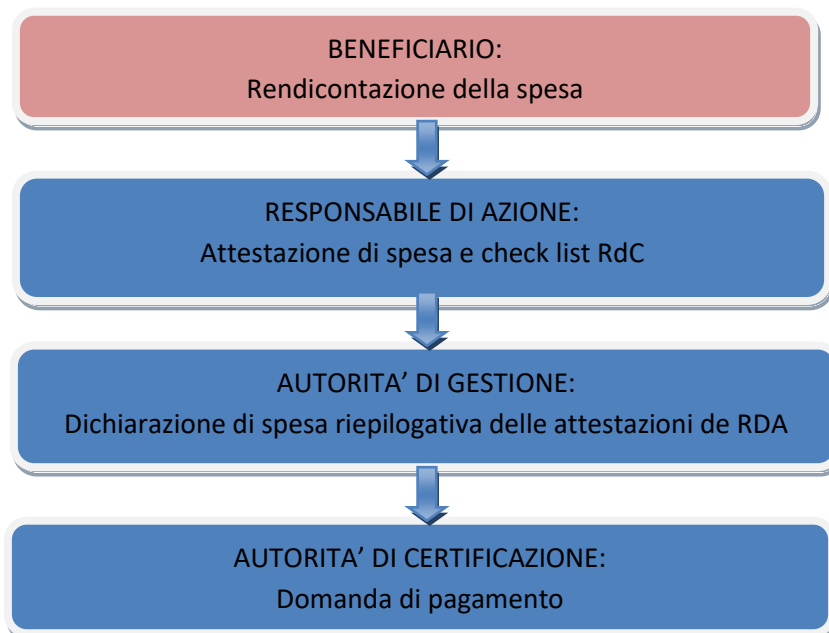 BENEFICIARIO:
Rendicontazione della spesa
RESPONSABILE DI AZIONE:
Attestazione di spesa e check list RdC
AUTORITA’ DI GESTIONE:
Dichiarazione di spesa riepilogativa delle attestazioni de RDA
AUTORITA’ DI CERTIFICAZIONE:
Domanda di pagamento